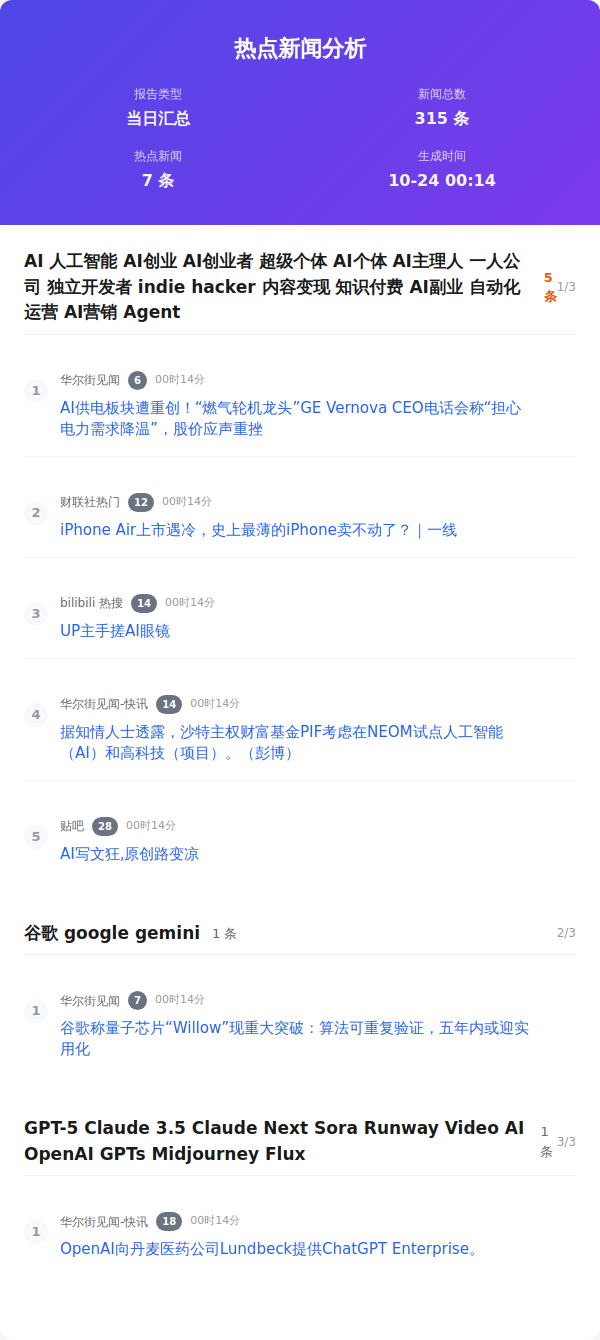 热点新闻分析
报告类型
新闻总数
当日汇总
315 条
热点新闻
生成时间
7 条
10-24 00:14
AI 人工智能 AI创业 AI创业者 超级个体 AI个体 AI主理人 一人公
司 独立开发者 indie hacker 内容变现 知识付费 AI副业 自动化
运营 AI营销 Agent
5
条
1/3
1
华尔街见闻 6 00时14分
AI供电板块遭重创！“燃气轮机龙头”GE Vernova CEO电话会称“担心
电力需求降温”，股价应声重挫
2
财联社热门 12 00时14分
iPhone Air上市遇冷，史上最薄的iPhone卖不动了？｜一线
3
bilibili 热搜 14 00时14分
UP主手搓AI眼镜
4
华尔街见闻-快讯 14 00时14分
据知情人士透露，沙特主权财富基金PIF考虑在NEOM试点人工智能
（AI）和高科技（项目）。（彭博）
5
贴吧 28 00时14分
AI写文狂,原创路变凉
谷歌 google gemini 1 条 2/3
1
华尔街见闻 7 00时14分
谷歌称量子芯片“Willow”现重大突破：算法可重复验证，五年内或迎实
用化
GPT-5 Claude 3.5 Claude Next Sora Runway Video AI
OpenAI GPTs Midjourney Flux
1
条
3/3
1
华尔街见闻-快讯 18 00时14分
OpenAI向丹麦医药公司Lundbeck提供ChatGPT Enterprise。